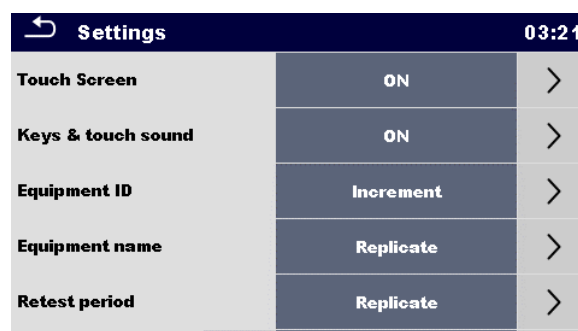 Settings 03:21
Touch Screen ON
Keys & touch sound ON
Equipment ID Increment
Equipment name Replicate
Retest period Replicate